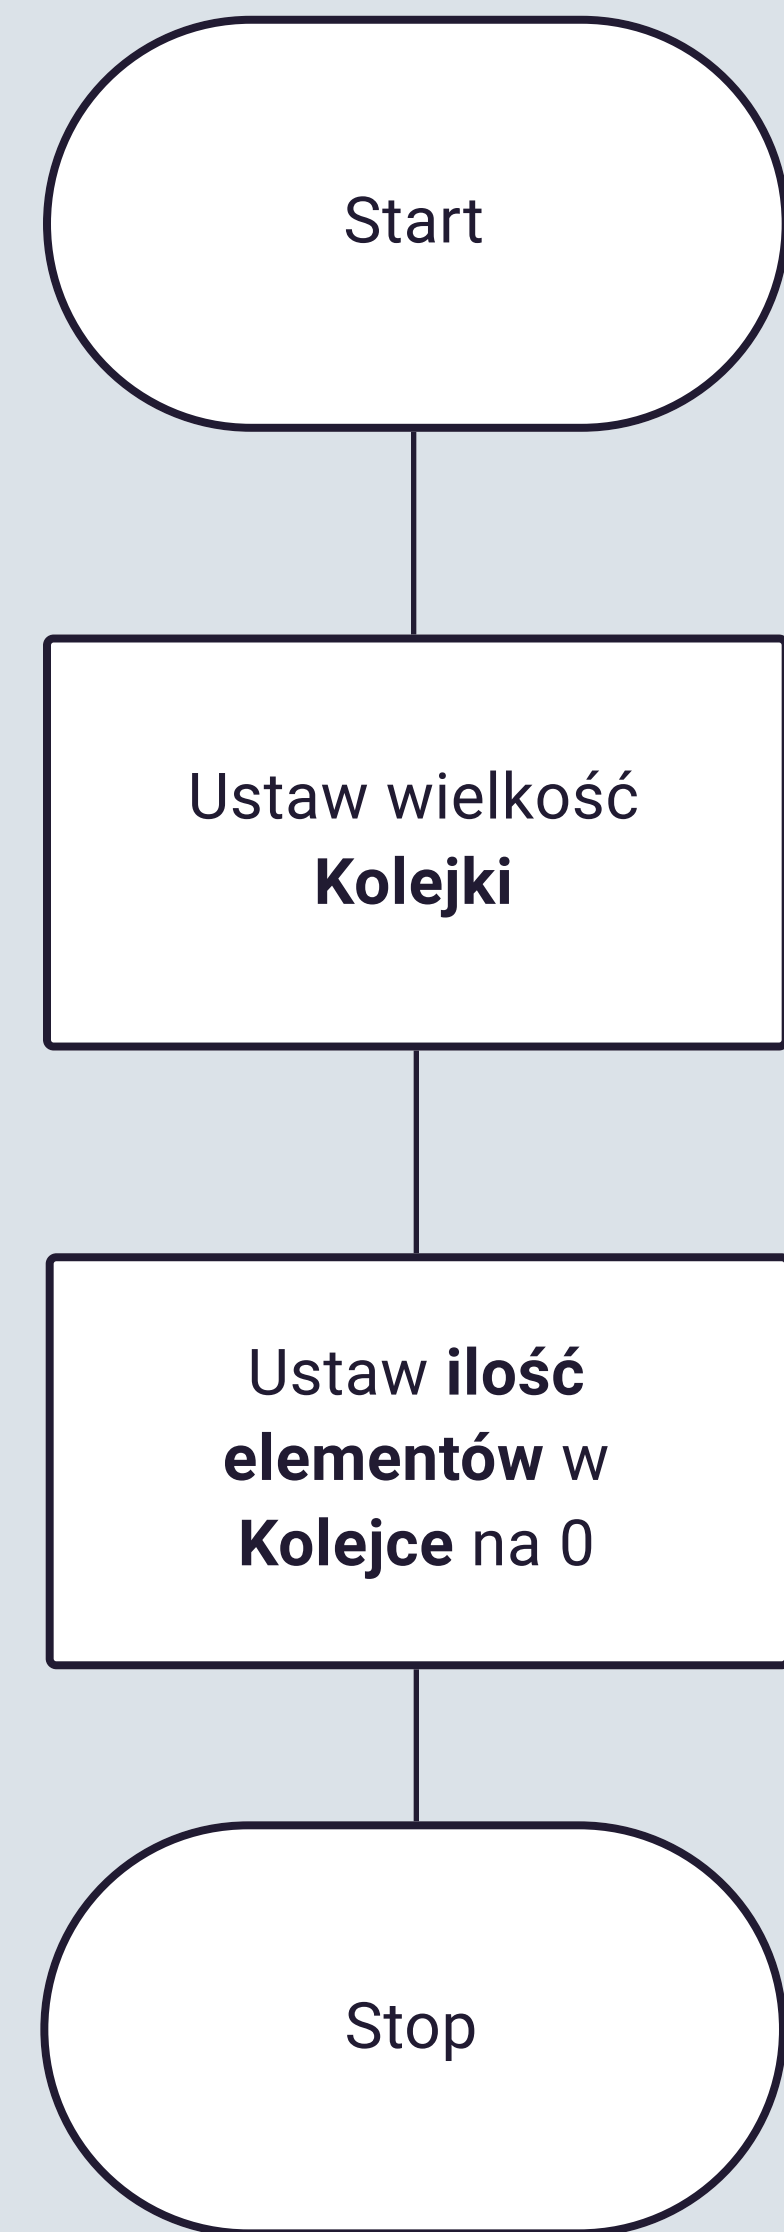 Start
Ustaw wielkość
Kolejki
Ustaw ilość
elementów w
Kolejce na 0
Stop